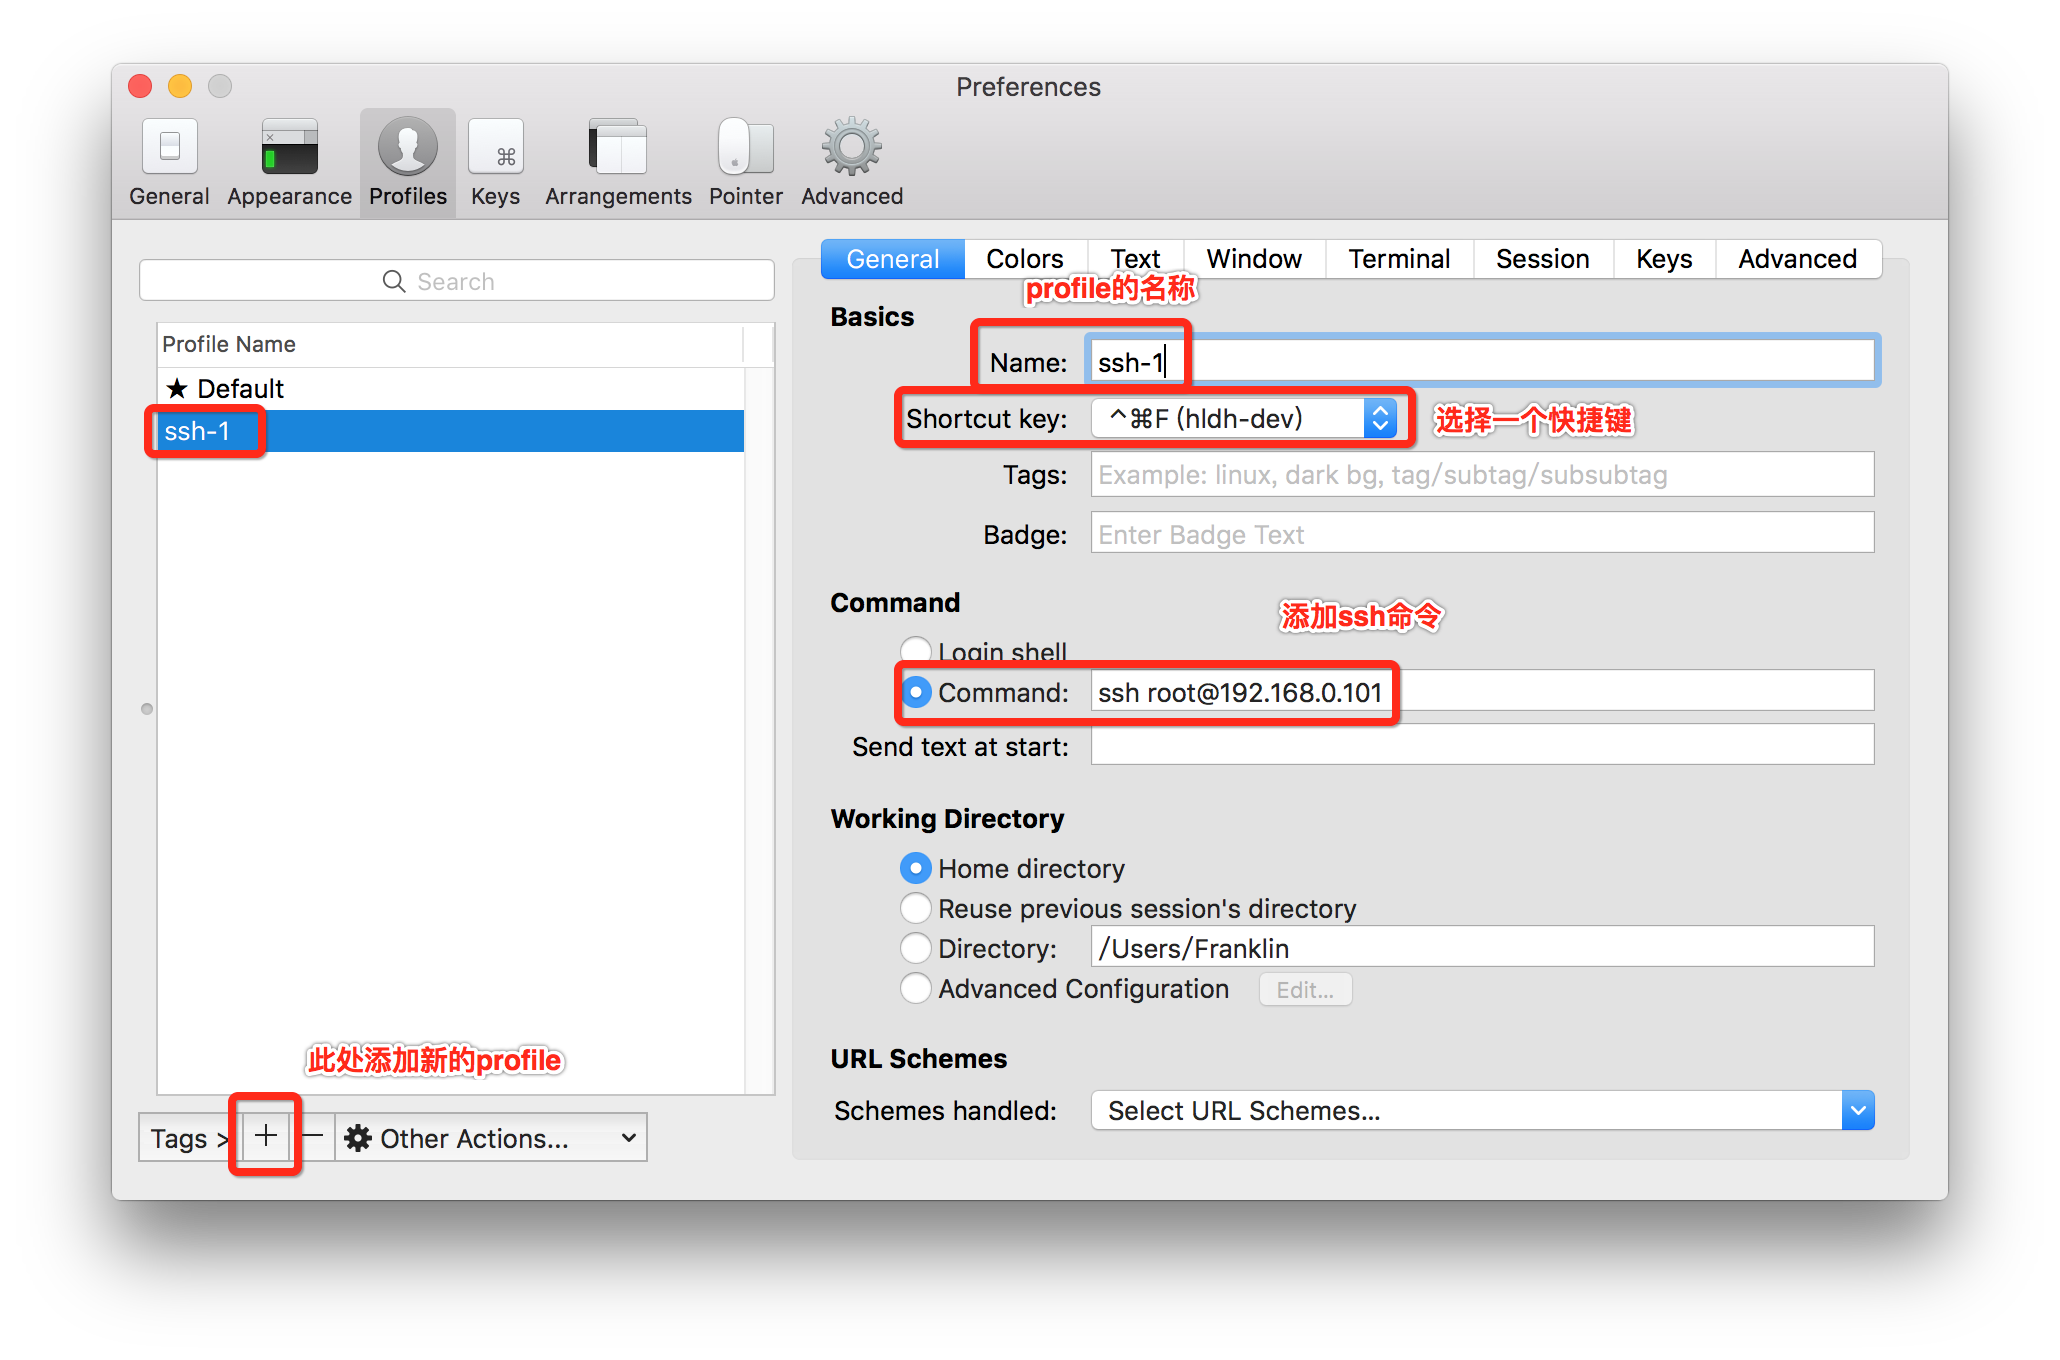 Preferences
General
Appearance
Profiles
Keys
Arrangements
Pointer
Advanced
Search
Profile Name
★ Default
ssh-1
此处添加新的profile
Tags >
+
−
Other Actions...
General
Colors
Text
Window
Terminal
Session
Keys
Advanced
profile的名称
Basics
Name: ssh-1
Shortcut key: ^⌘F (hldh-dev)
选择一个快捷键
Tags: Example: linux, dark bg, tag/subtag/subsubtag
Badge: Enter Badge Text
Command
添加ssh命令
Login shell
Command: ssh root@192.168.0.101
Send text at start:
Working Directory
Home directory
Reuse previous session's directory
Directory: /Users/Franklin
Advanced Configuration Edit...
URL Schemes
Schemes handled: Select URL Schemes...